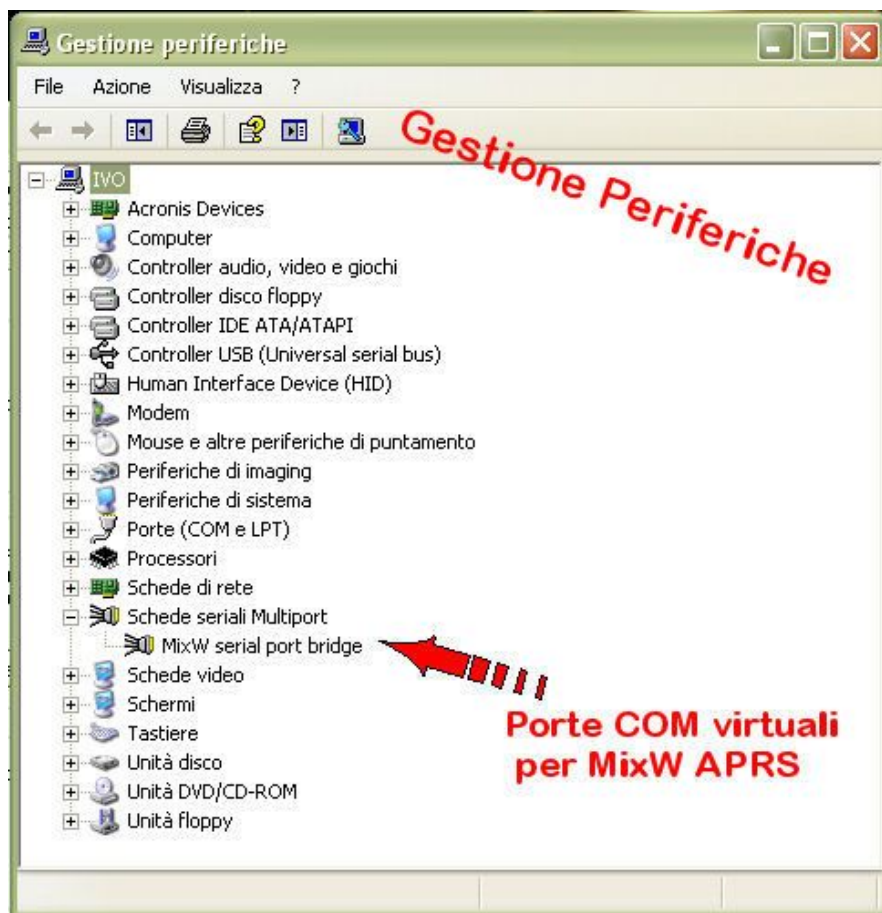 Gestione periferiche
File Azione Visualizza ?
Gestione Periferiche
IVO
Acronis Devices
Computer
Controller audio, video e giochi
Controller disco floppy
Controller IDE ATA/ATAPI
Controller USB (Universal serial bus)
Human Interface Device (HID)
Modem
Mouse e altre periferiche di puntamento
Periferiche di imaging
Periferiche di sistema
Porte (COM e LPT)
Processori
Schede di rete
Schede seriali Multiport
MixW serial port bridge
Schede video
Schermi
Tastiere
Unità disco
Unità DVD/CD-ROM
Unità floppy
Porte COM virtuali
per MixW APRS